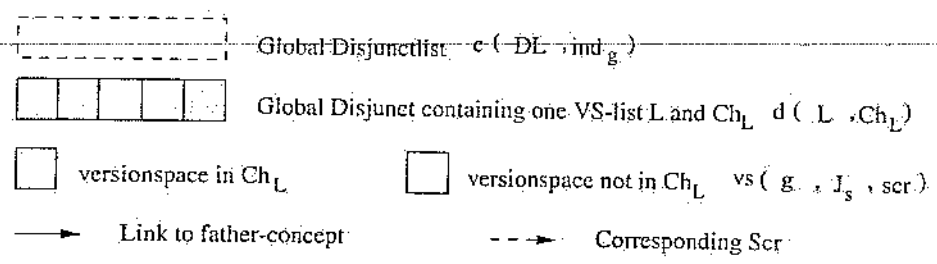 Global Disjunctlist c ( DL , ind_g )
Global Disjunct containing one VS-list L and Ch_L d ( L , Ch_L )
versionspace in Ch_L versionspace not in Ch_L vs ( g , J_s , scr )
Link to father-concept Corresponding Scr